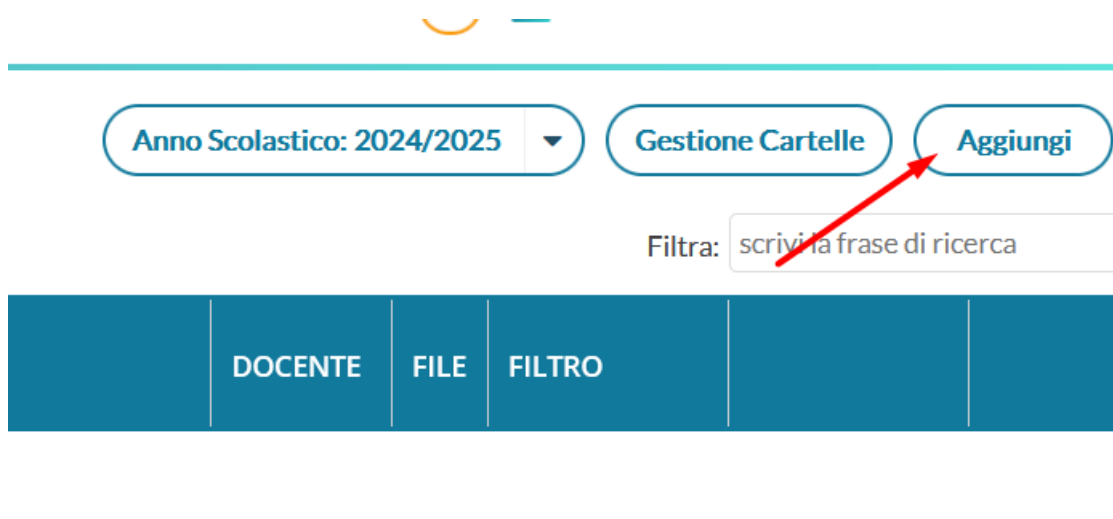 Anno Scolastico: 2024/2025 Gestione Cartelle Aggiungi
Filtra: scrivi la frase di ricerca
DOCENTE FILE FILTRO